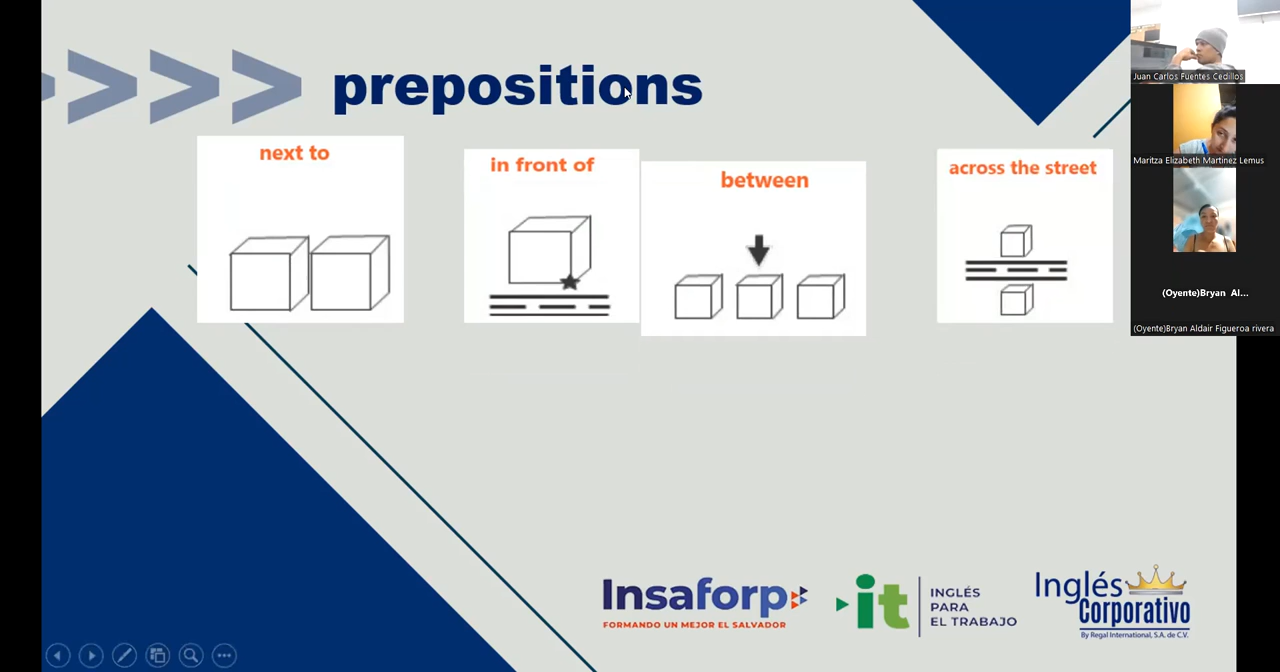 prepositions
next to
in front of
between
across the street
Juan Carlos Fuentes Cedillos
Maritza Elizabeth Martinez Lemus
(Oyente)Bryan Al...
(Oyente)Bryan Aldair Figueroa rivera
Insaforp
FORMANDO UN MEJOR EL SALVADOR
it
INGLÉS
PARA
EL TRABAJO
Inglés
Corporativo
By Regal International, S.A. de C.V.